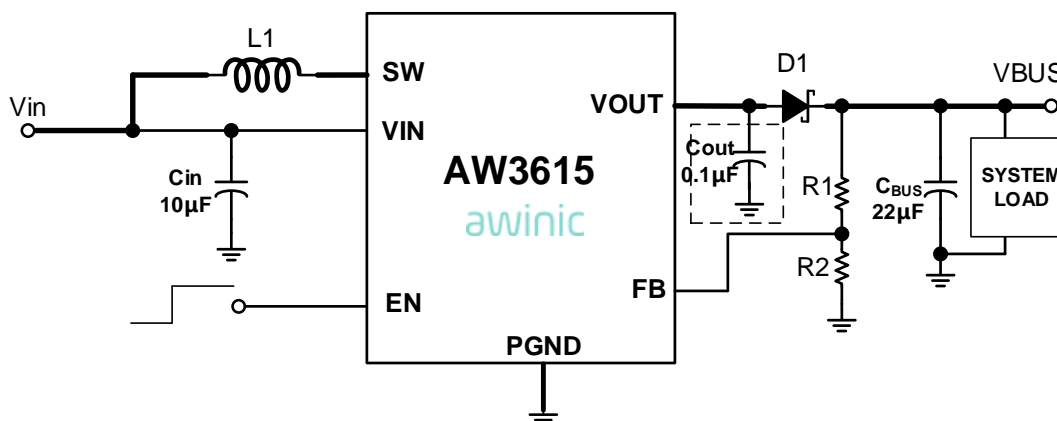 L1
D1
VBUS
Vin
SW
VIN
VOUT
Cin
10µF
AW3615
awinic
Cout
0.1µF
R1
CBUS
22µF
SYSTEM
LOAD
R2
EN
FB
PGND